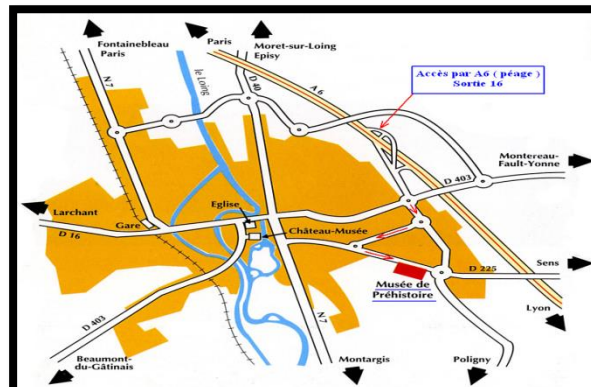 Fontainebleau
Paris
Paris
Moret-sur-Loing
Episy
N 7
le Loing
D 40
A 6
Accès par A6 ( péage )
Sortie 16
Montereau-
Fault-Yonne
D 403
Larchant
D 16
Gare
Eglise
Château-Musée
Sens
D 225
Musée de
Préhistoire
Lyon
D 403
N 7
Beaumont-
du-Gâtinais
Montargis
Poligny